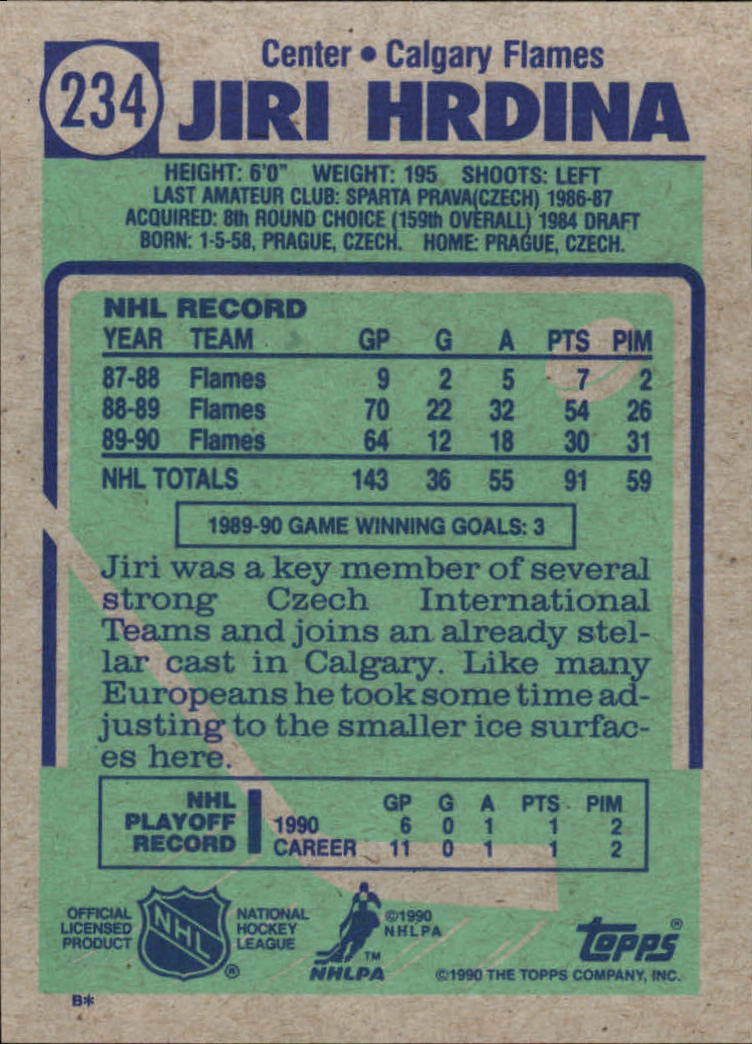 234
Center • Calgary Flames
JIRI HRDINA
HEIGHT: 6'0" WEIGHT: 195 SHOOTS: LEFT
LAST AMATEUR CLUB: SPARTA PRAVA(CZECH) 1986-87
ACQUIRED: 8th ROUND CHOICE (159th OVERALL) 1984 DRAFT
BORN: 1-5-58, PRAGUE, CZECH. HOME: PRAGUE, CZECH.
NHL RECORD
YEAR TEAM GP G A PTS PIM
87-88 Flames 9 2 5 7 2
88-89 Flames 70 22 32 54 26
89-90 Flames 64 12 18 30 31
NHL TOTALS 143 36 55 91 59
1989-90 GAME WINNING GOALS: 3
Jiri was a key member of several
strong Czech International
Teams and joins an already stel-
lar cast in Calgary. Like many
Europeans he took some time ad-
justing to the smaller ice surfac-
es here.
NHL PLAYOFF RECORD
GP G A PTS PIM
1990 6 0 1 1 2
CAREER 11 0 1 1 2
OFFICIAL
LICENSED
PRODUCT
NHL
®
NATIONAL
HOCKEY
LEAGUE
TM
NHLPA
©1990
NHLPA
topps®
©1990 THE TOPPS COMPANY, INC.
B*